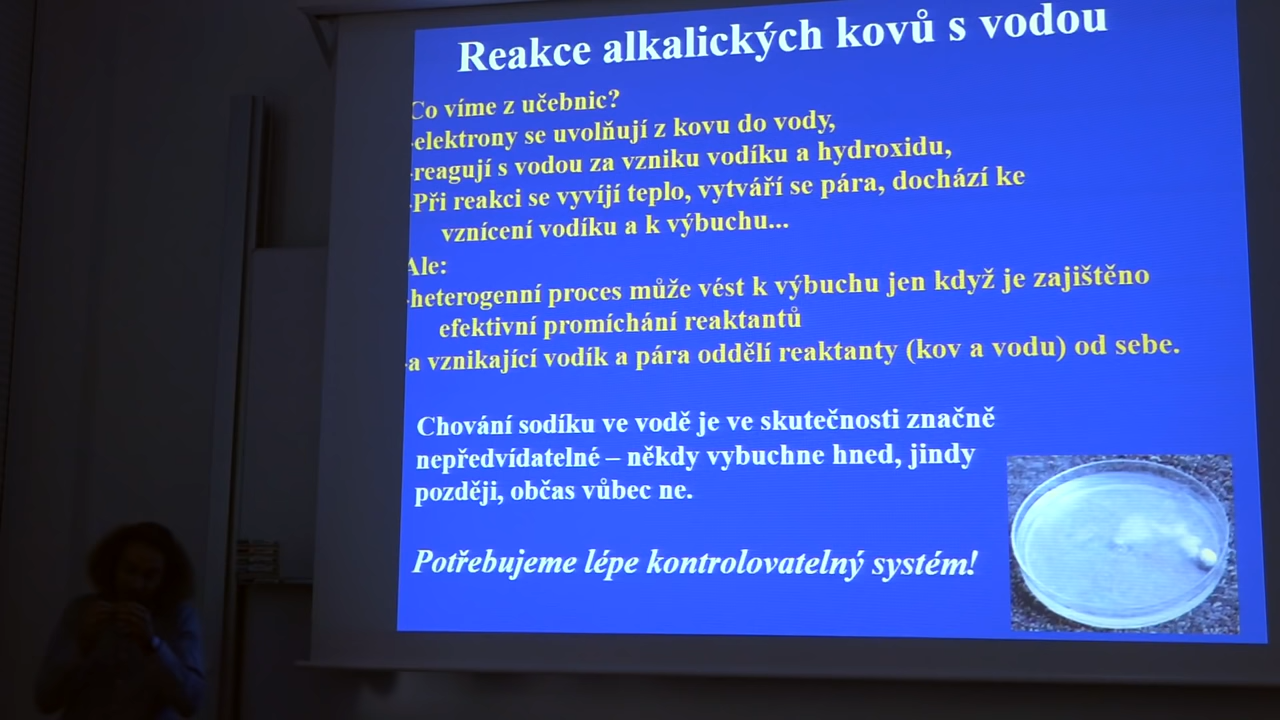 Reakce alkalických kovů s vodou
Co víme z učebnic?
-elektrony se uvolňují z kovu do vody,
-reagují s vodou za vzniku vodíku a hydroxidu,
-Při reakci se vyvíjí teplo, vytváří se pára, dochází ke
vznícení vodíku a k výbuchu...
Ale:
-heterogenní proces může vést k výbuchu jen když je zajištěno
efektivní promíchání reaktantů
-a vznikající vodík a pára oddělí reaktanty (kov a vodu) od sebe.
Chování sodíku ve vodě je ve skutečnosti značně
nepředvídatelné – někdy vybuchne hned, jindy
později, občas vůbec ne.
Potřebujeme lépe kontrolovatelný systém!